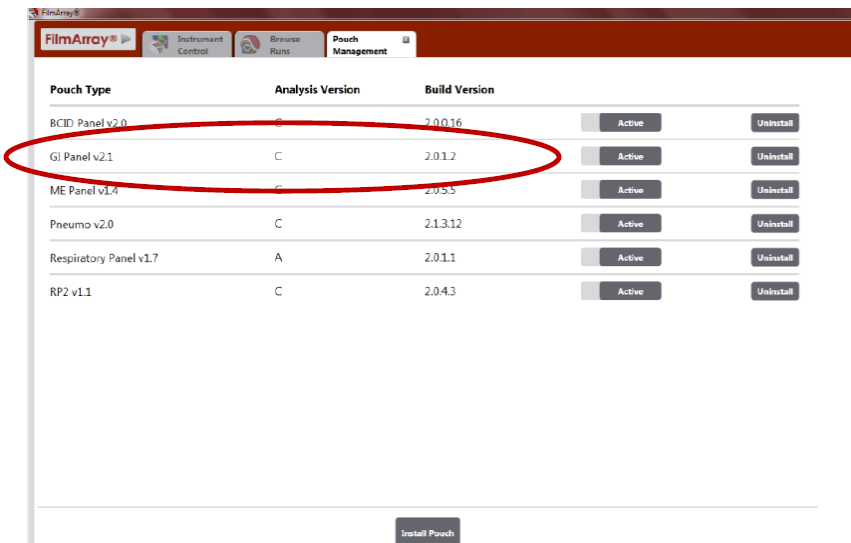 FilmArray®
FilmArray® Instrument Control Browse Runs Pouch Management
Pouch Type Analysis Version Build Version
BCID Panel v2.0 C 2.0.0.16 Active Uninstall
GI Panel v2.1 C 2.0.1.2 Active Uninstall
ME Panel v1.4 C 2.0.5.5 Active Uninstall
Pneumo v2.0 C 2.1.3.12 Active Uninstall
Respiratory Panel v1.7 A 2.0.1.1 Active Uninstall
RP2 v1.1 C 2.0.4.3 Active Uninstall
Install Pouch